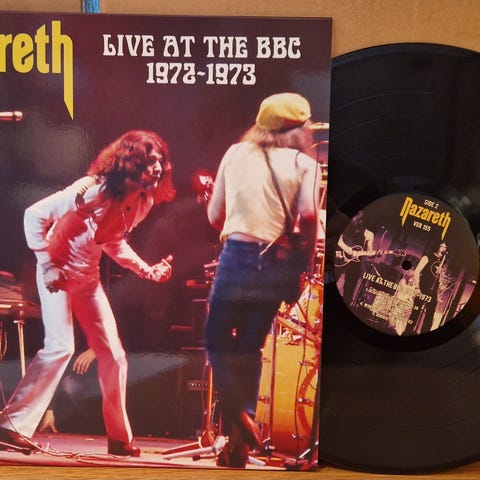 reth
LIVE AT THE BBC
1972-1973
SIDE 2
Nazareth
VER 155